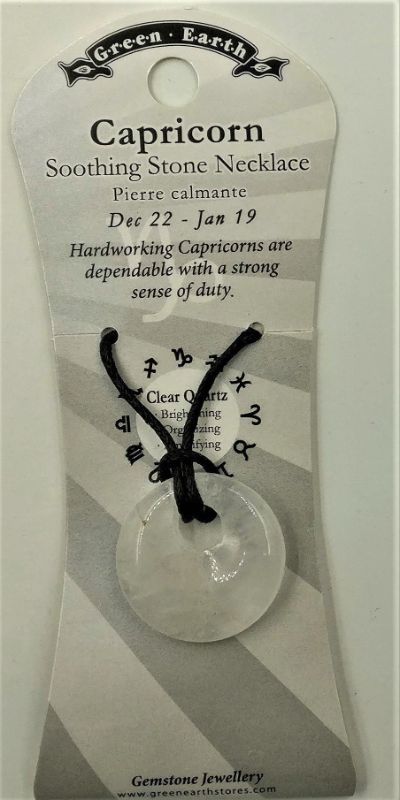 Green · Earth
Capricorn
Soothing Stone Necklace
Pierre calmante
Dec 22 - Jan 19
Hardworking Capricorns are
dependable with a strong
sense of duty.
Clear Quartz
Gemstone Jewellery
www.greenearthstores.com